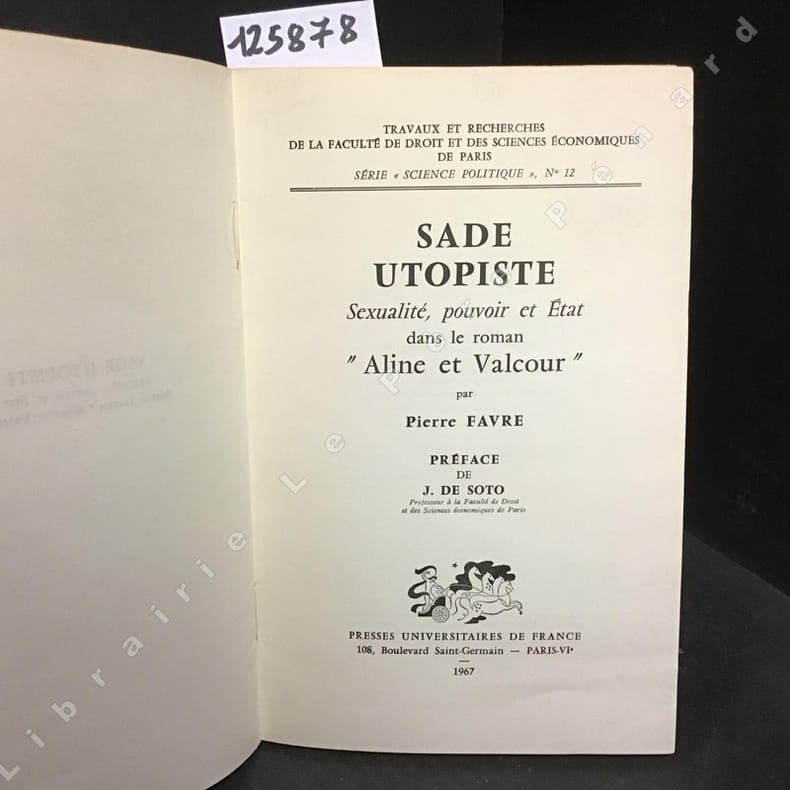 125878
TRAVAUX ET RECHERCHES
DE LA FACULTÉ DE DROIT ET DES SCIENCES ÉCONOMIQUES
DE PARIS
SÉRIE « SCIENCE POLITIQUE », Nº 12
SADE
UTOPISTE
Sexualité, pouvoir et État
dans le roman
" Aline et Valcour "
par
Pierre FAVRE
PRÉFACE
DE
J. DE SOTO
Professeur à la Faculté de Droit
et des Sciences économiques de Paris
PRESSES UNIVERSITAIRES DE FRANCE
108, Boulevard Saint-Germain — PARIS-VIᵉ
1967
Librairie Le Pépé Pénard